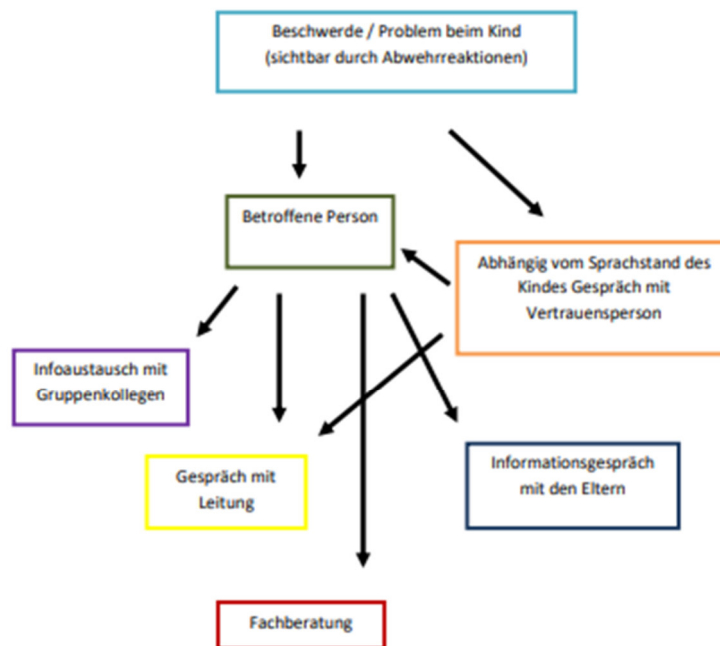 Beschwerde / Problem beim Kind
(sichtbar durch Abwehrreaktionen)
Betroffene Person
Abhängig vom Sprachstand des
Kindes Gespräch mit
Vertrauensperson
Infoaustausch mit
Gruppenkollegen
Gespräch mit
Leitung
Informationsgespräch
mit den Eltern
Fachberatung